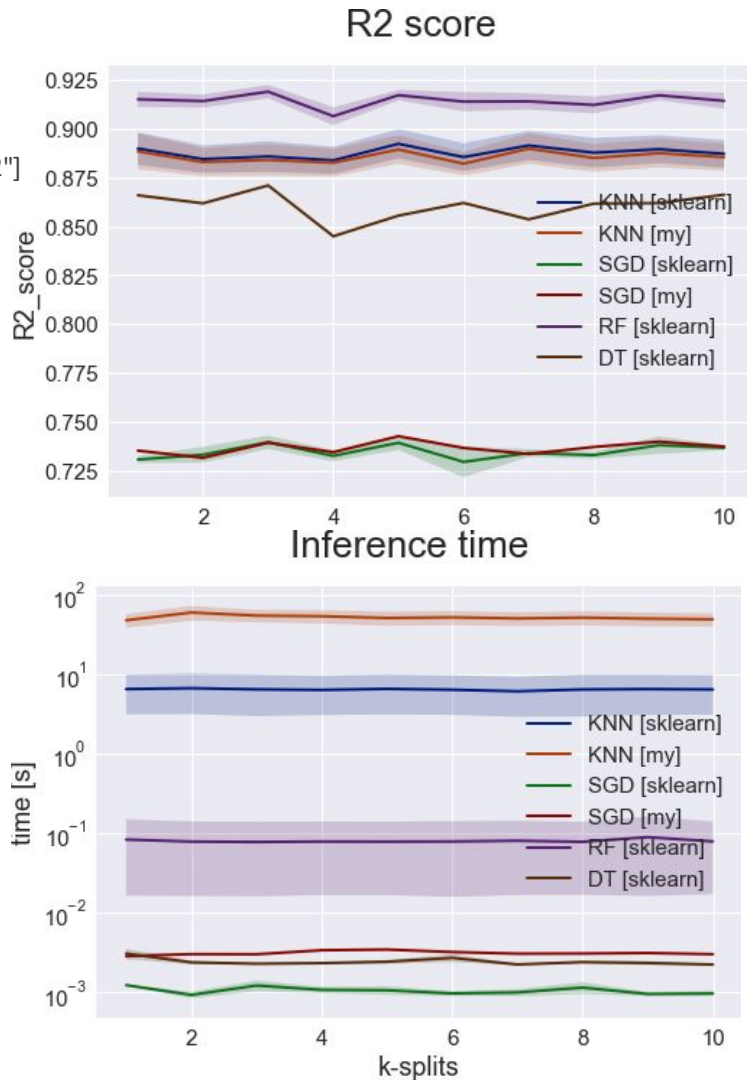 R2 score
2"]
R2_score
0.925
0.900
0.875
0.850
0.825
0.800
0.775
0.750
0.725
KNN [sklearn]
KNN [my]
SGD [sklearn]
SGD [my]
RF [sklearn]
DT [sklearn]
2 4 6 8 10
Inference time
time [s]
10²
10¹
10⁰
10⁻¹
10⁻²
10⁻³
KNN [sklearn]
KNN [my]
SGD [sklearn]
SGD [my]
RF [sklearn]
DT [sklearn]
2 4 6 8 10
k-splits